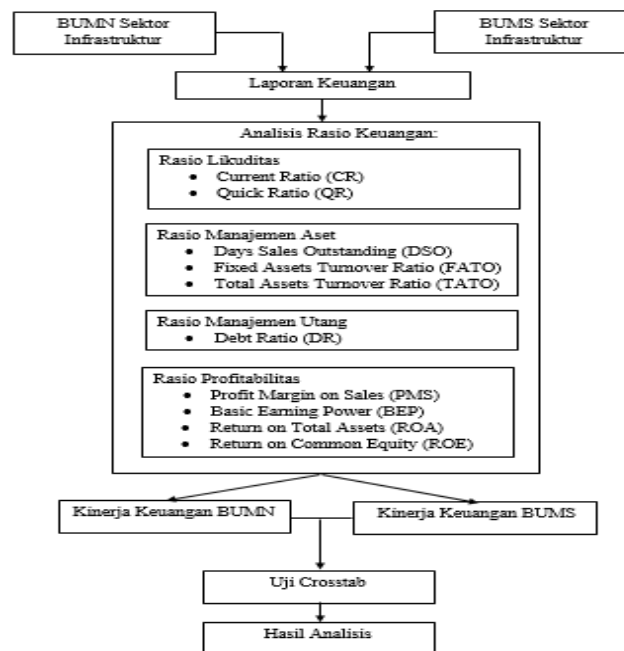 BUMN Sektor
Infrastruktur
BUMS Sektor
Infrastruktur
Laporan Keuangan
Analisis Rasio Keuangan:
Rasio Likuditas
• Current Ratio (CR)
• Quick Ratio (QR)
Rasio Manajemen Aset
• Days Sales Outstanding (DSO)
• Fixed Assets Turnover Ratio (FATO)
• Total Assets Turnover Ratio (TATO)
Rasio Manajemen Utang
• Debt Ratio (DR)
Rasio Profitabilitas
• Profit Margin on Sales (PMS)
• Basic Earning Power (BEP)
• Return on Total Assets (ROA)
• Return on Common Equity (ROE)
Kinerja Keuangan BUMN
Kinerja Keuangan BUMS
Uji Crosstab
Hasil Analisis